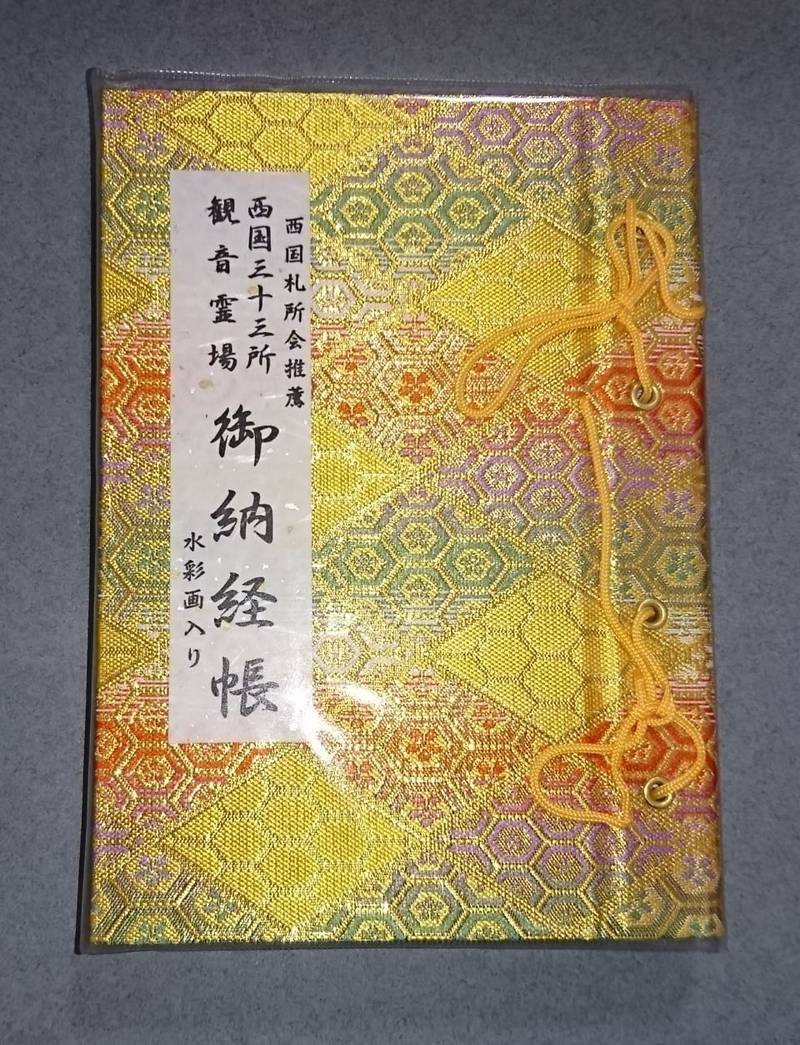 西国札所会推薦
西国三十三所
観音霊場
御納経帳
水彩画入り